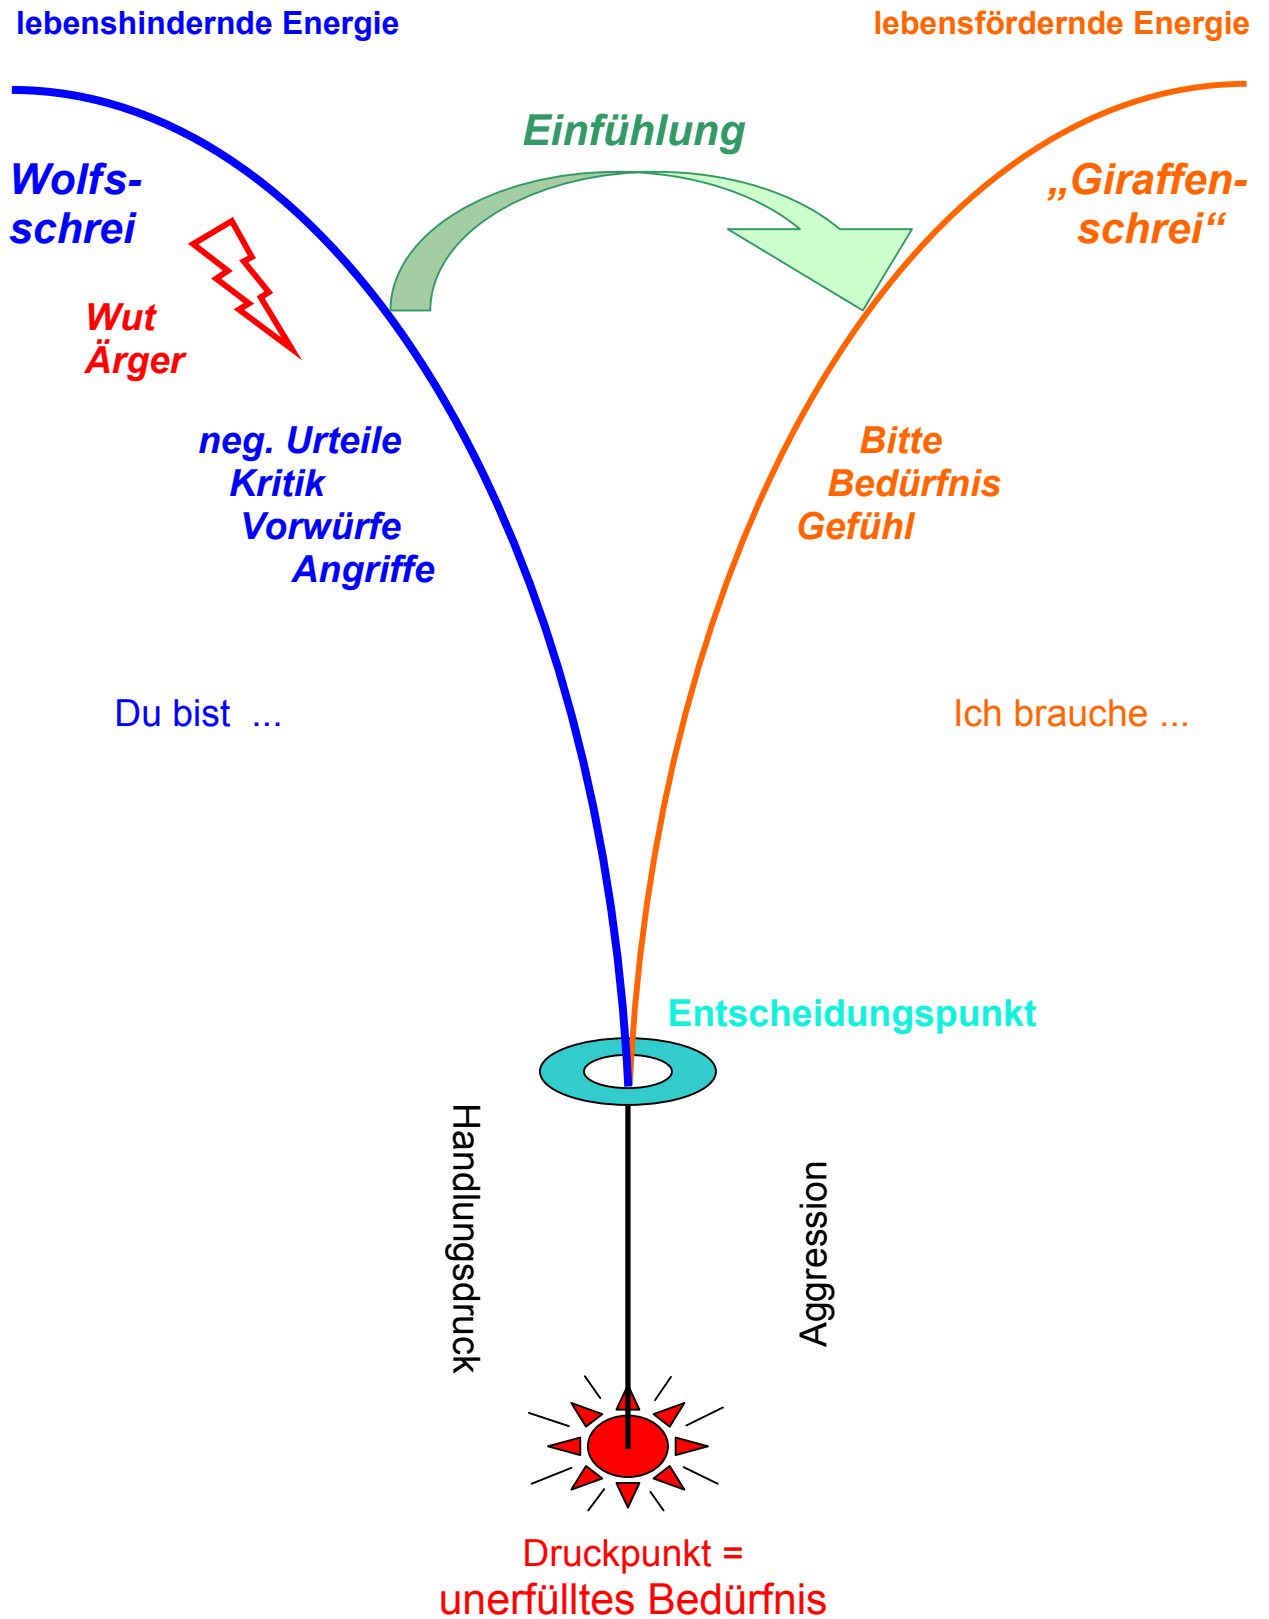 lebenshindernde Energie
lebensfördernde Energie
Einfühlung
Wolfs-
schrei
„Giraffen-
schrei“
Wut
Ärger
neg. Urteile
Kritik
Vorwürfe
Angriffe
Bitte
Bedürfnis
Gefühl
Du bist ...
Ich brauche ...
Entscheidungspunkt
Handlungsdruck
Aggression
Druckpunkt =
unerfülltes Bedürfnis